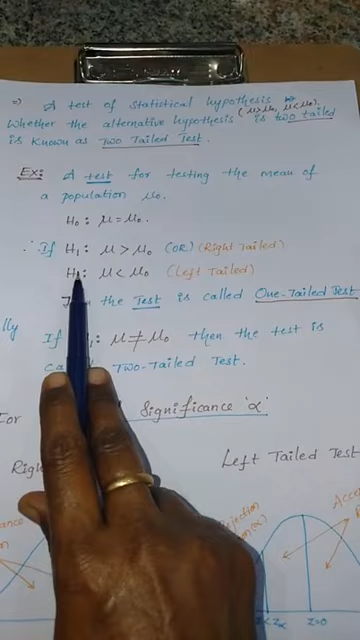 ⇒ A test of Statistical hypothesis (μ>μ₀, μ<μ₀).
Whether the alternative hypothesis is two tailed
is Known as Two Tailed Test.
Ex: A test for testing the mean of
a population μ₀.
H₀: μ = μ₀.
∴ If H₁: μ > μ₀ (OR) (Right Tailed)
μ < μ₀ (Left Tailed)
the Test is called One-Tailed Test
lly If μ ≠ μ₀ then the test is
Two-Tailed Test.
For Significance 'α'
Left Tailed Test
Rejection
(α)
z=0